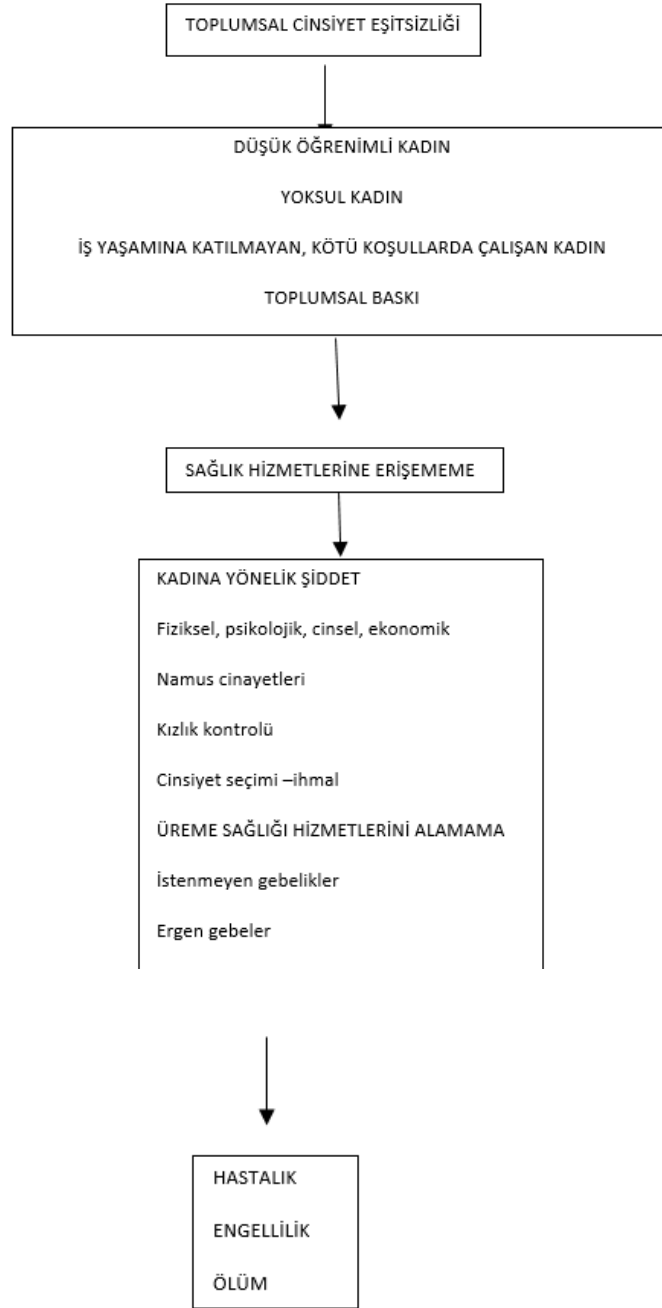 TOPLUMSAL CİNSİYET EŞİTSİZLİĞİ
DÜŞÜK ÖĞRENİMLİ KADIN
YOKSUL KADIN
İŞ YAŞAMINA KATILMAYAN, KÖTÜ KOŞULLARDA ÇALIŞAN KADIN
TOPLUMSAL BASKI
SAĞLIK HİZMETLERİNE ERİŞEMEME
KADINA YÖNELİK ŞİDDET
Fiziksel, psikolojik, cinsel, ekonomik
Namus cinayetleri
Kızlık kontrolü
Cinsiyet seçimi –ihmal
ÜREME SAĞLIĞI HİZMETLERİNİ ALAMAMA
İstenmeyen gebelikler
Ergen gebeler
HASTALIK
ENGELLİLİK
ÖLÜM